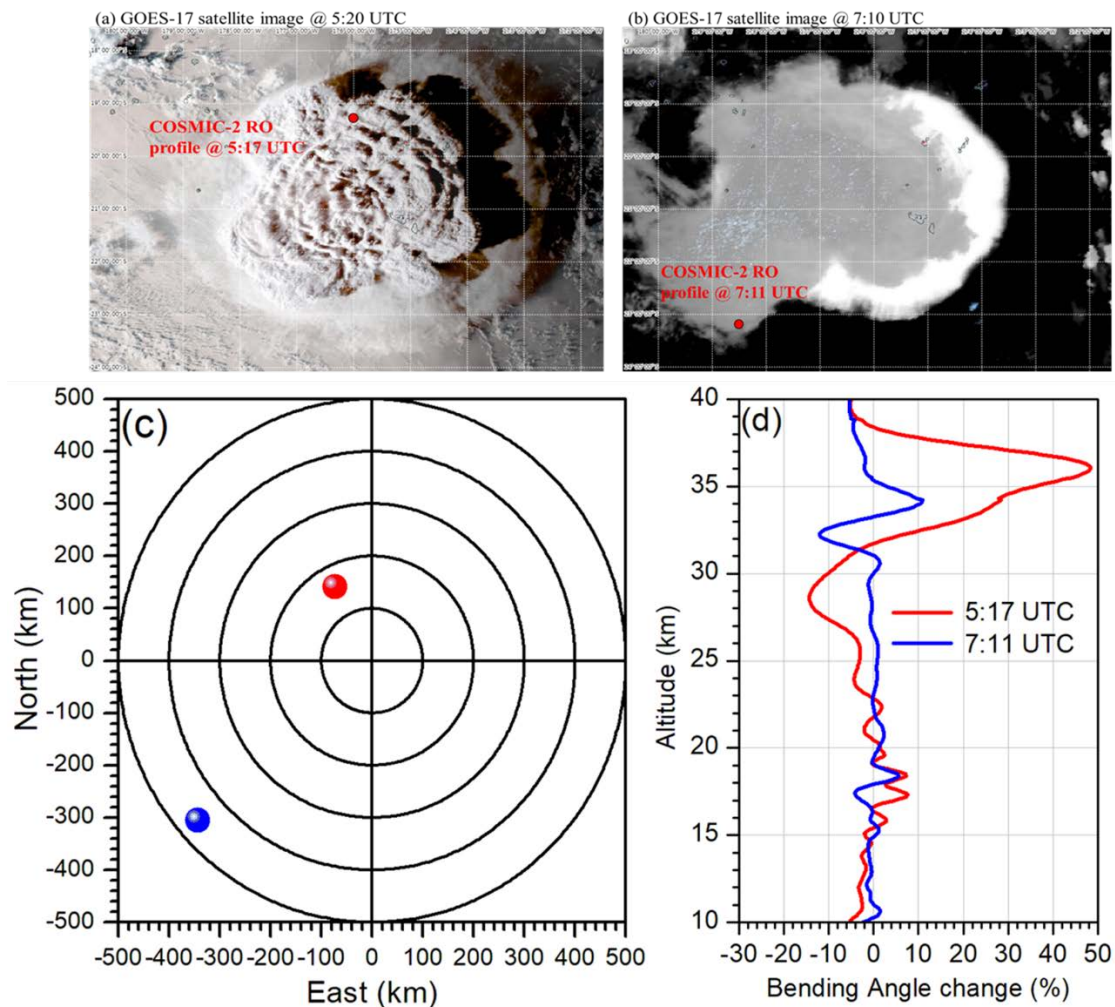 (a) GOES-17 satellite image @ 5:20 UTC
(b) GOES-17 satellite image @ 7:10 UTC
COSMIC-2 RO
profile @ 5:17 UTC
COSMIC-2 RO
profile @ 7:11 UTC
(c)
500
400
300
200
100
0
-100
-200
-300
-400
-500
North (km)
-500 -400 -300 -200 -100 0 100 200 300 400 500
East (km)
(d)
40
35
30
25
20
15
10
Altitude (km)
5:17 UTC
7:11 UTC
-30 -20 -10 0 10 20 30 40 50
Bending Angle change (%)